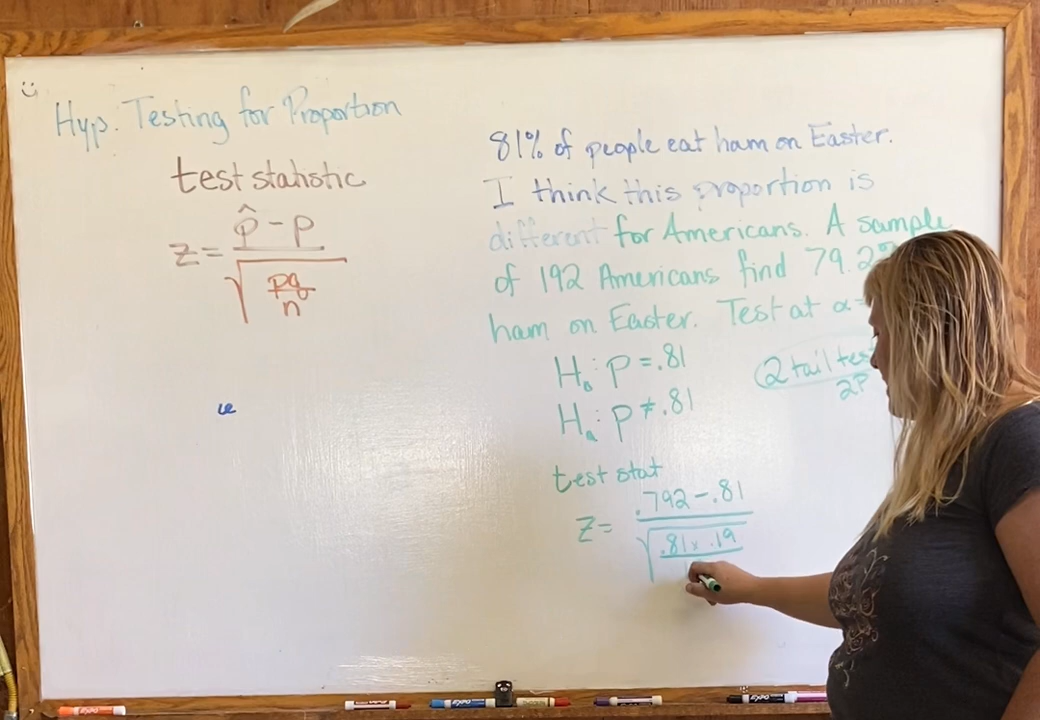 Hyp. Testing for Proportion
test statistic
z = p̂ - p
√ pq
n
81% of people eat ham on Easter.
I think this proportion is
different for Americans. A sample
of 192 Americans find 79.2%
ham on Easter. Test at α =
H₀: p = .81
Hₐ: p ≠ .81
2 tail test
2P
test stat
z = .792 - .81
√ .81 x .19